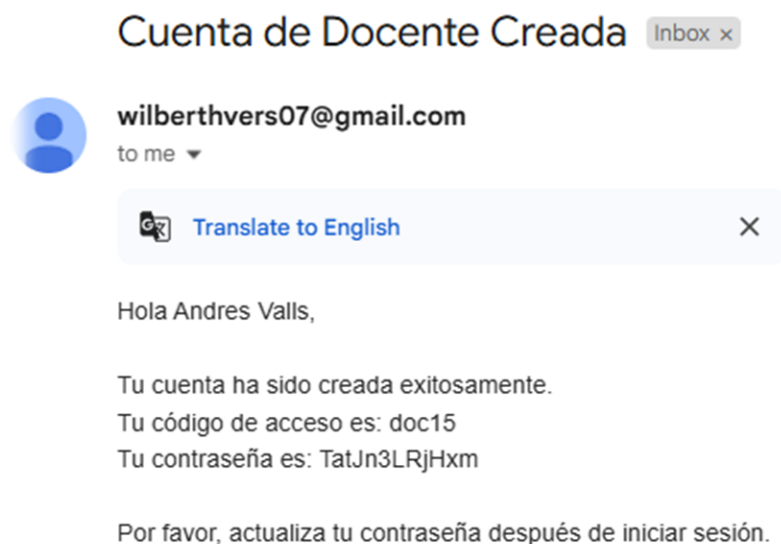 Cuenta de Docente Creada Inbox ×
wilberthvers07@gmail.com
to me
Translate to English
Hola Andres Valls,
Tu cuenta ha sido creada exitosamente.
Tu código de acceso es: doc15
Tu contraseña es: TatJn3LRjHxm
Por favor, actualiza tu contraseña después de iniciar sesión.